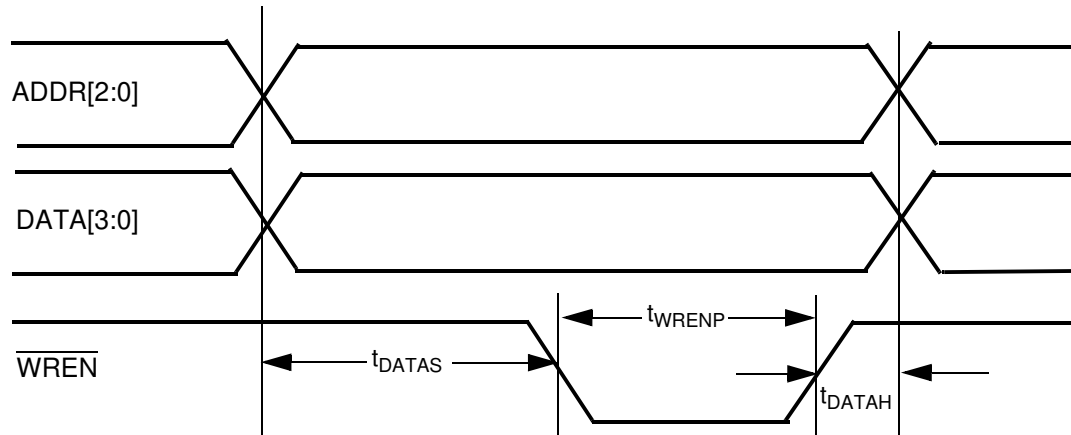 ADDR[2:0]
DATA[3:0]
tWRENP
WREN
tDATAS
tDATAH